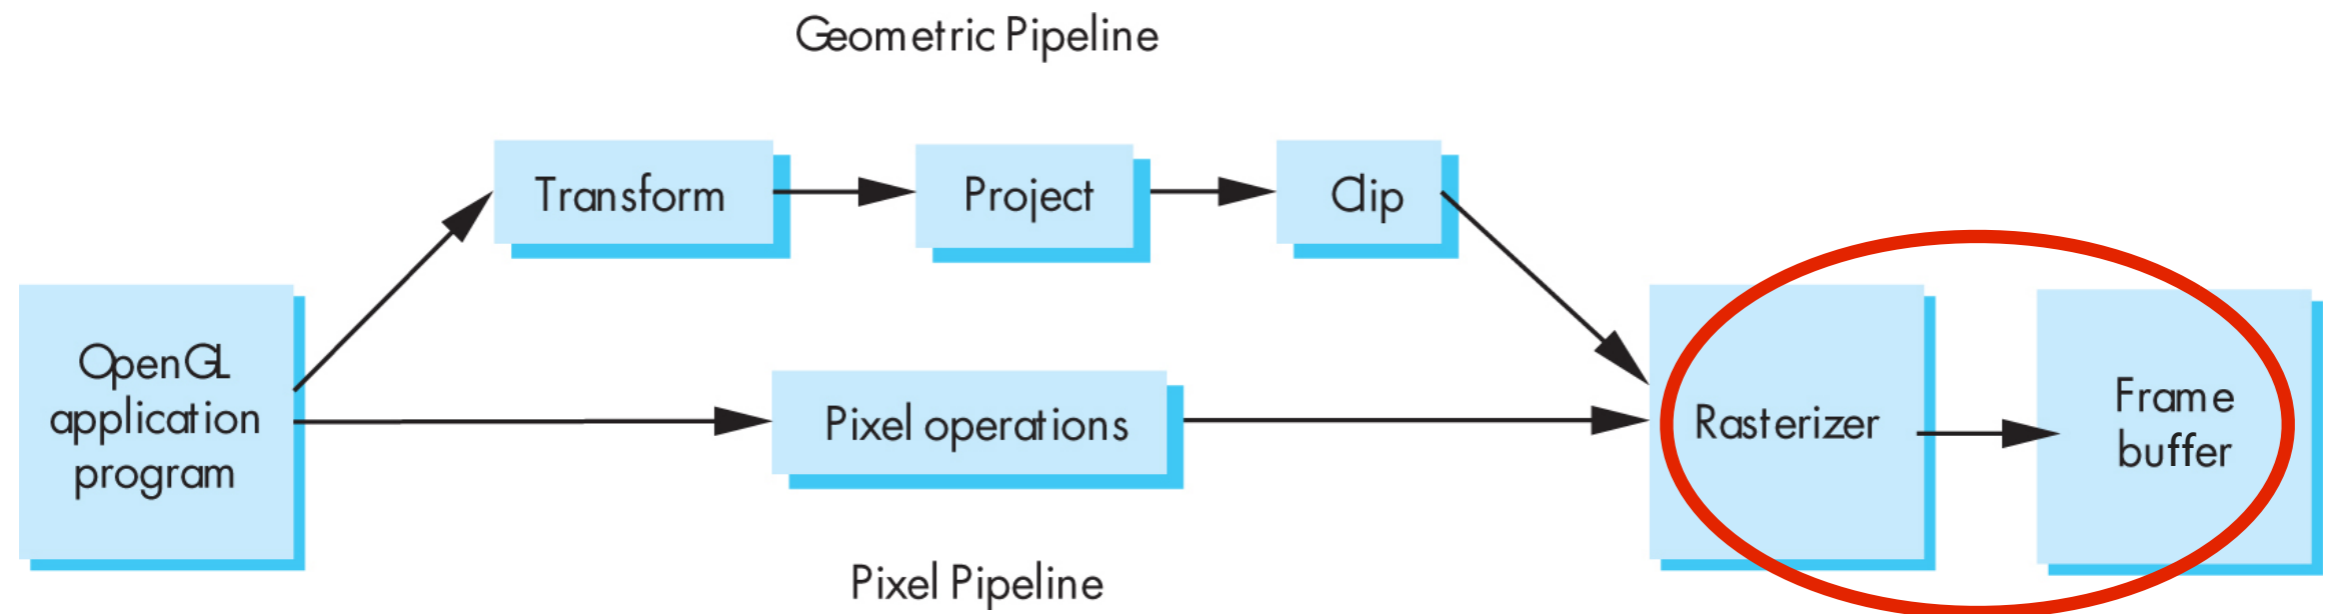 Geometric Pipeline
Transform
Project
Clip
OpenGL
application
program
Pixel operations
Rasterizer
Frame
buffer
Pixel Pipeline